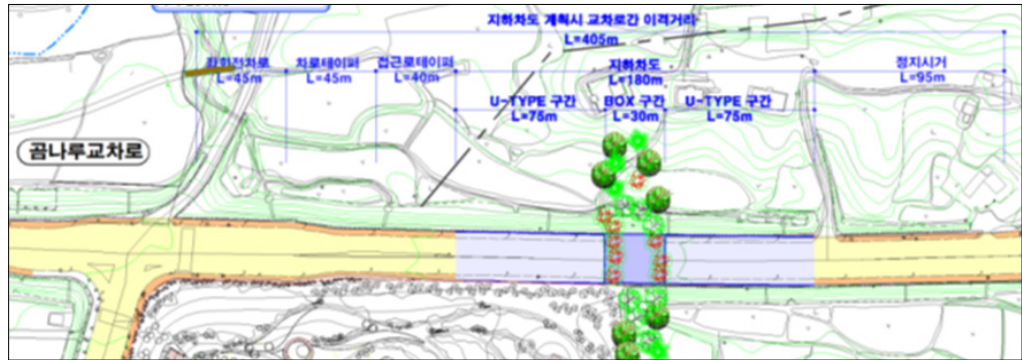 지하차도 계획시 교차로간 이격거리
L=405m
좌회전차로
L=45m
차로테이퍼
L=45m
접근로테이퍼
L=40m
지하차도
L=180m
정지시거
L=95m
U-TYPE 구간
L=75m
BOX 구간
L=30m
U-TYPE 구간
L=75m
곰나루교차로